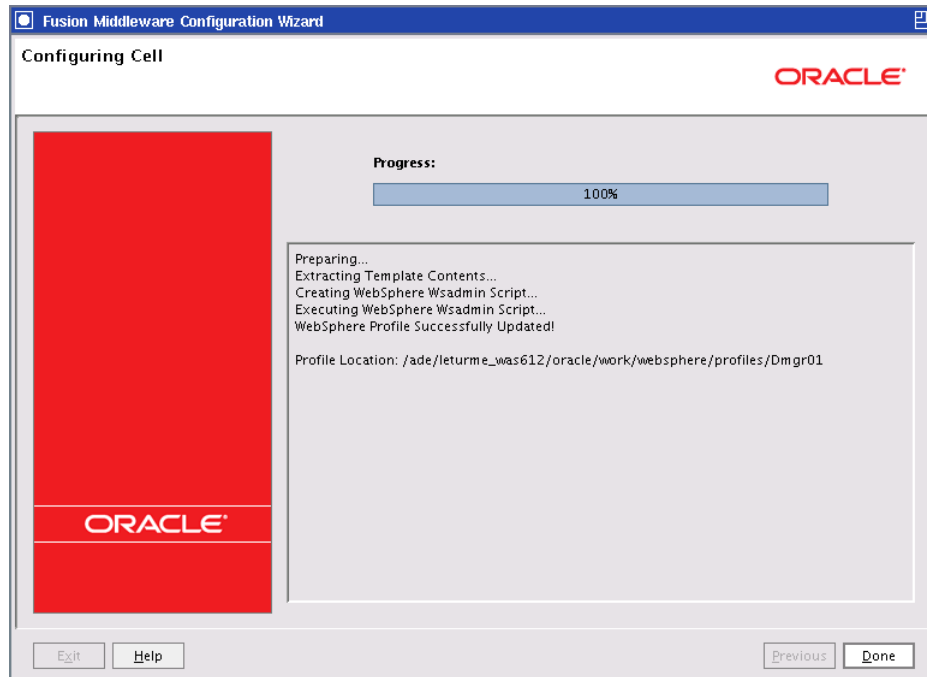 Fusion Middleware Configuration Wizard
Configuring Cell
ORACLE
Progress:
100%
Preparing...
Extracting Template Contents...
Creating WebSphere Wsadmin Script...
Executing WebSphere Wsadmin Script...
WebSphere Profile Successfully Updated!
Profile Location: /ade/leturme_was612/oracle/work/websphere/profiles/Dmgr01
ORACLE
Exit
Help
Previous
Done